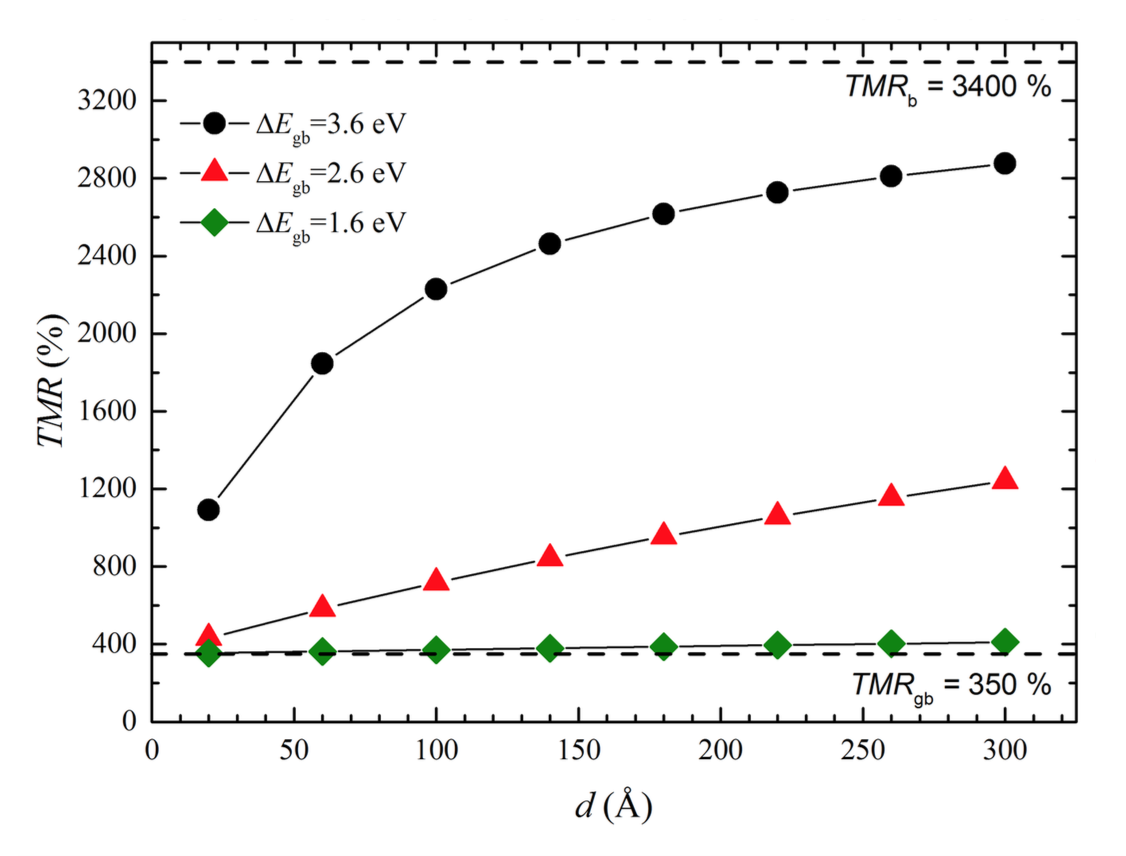 TMR_b = 3400 %
ΔE_gb=3.6 eV
ΔE_gb=2.6 eV
ΔE_gb=1.6 eV
3200
2800
2400
2000
1600
1200
800
400
0
TMR (%)
TMR_gb = 350 %
0 50 100 150 200 250 300
d (Å)